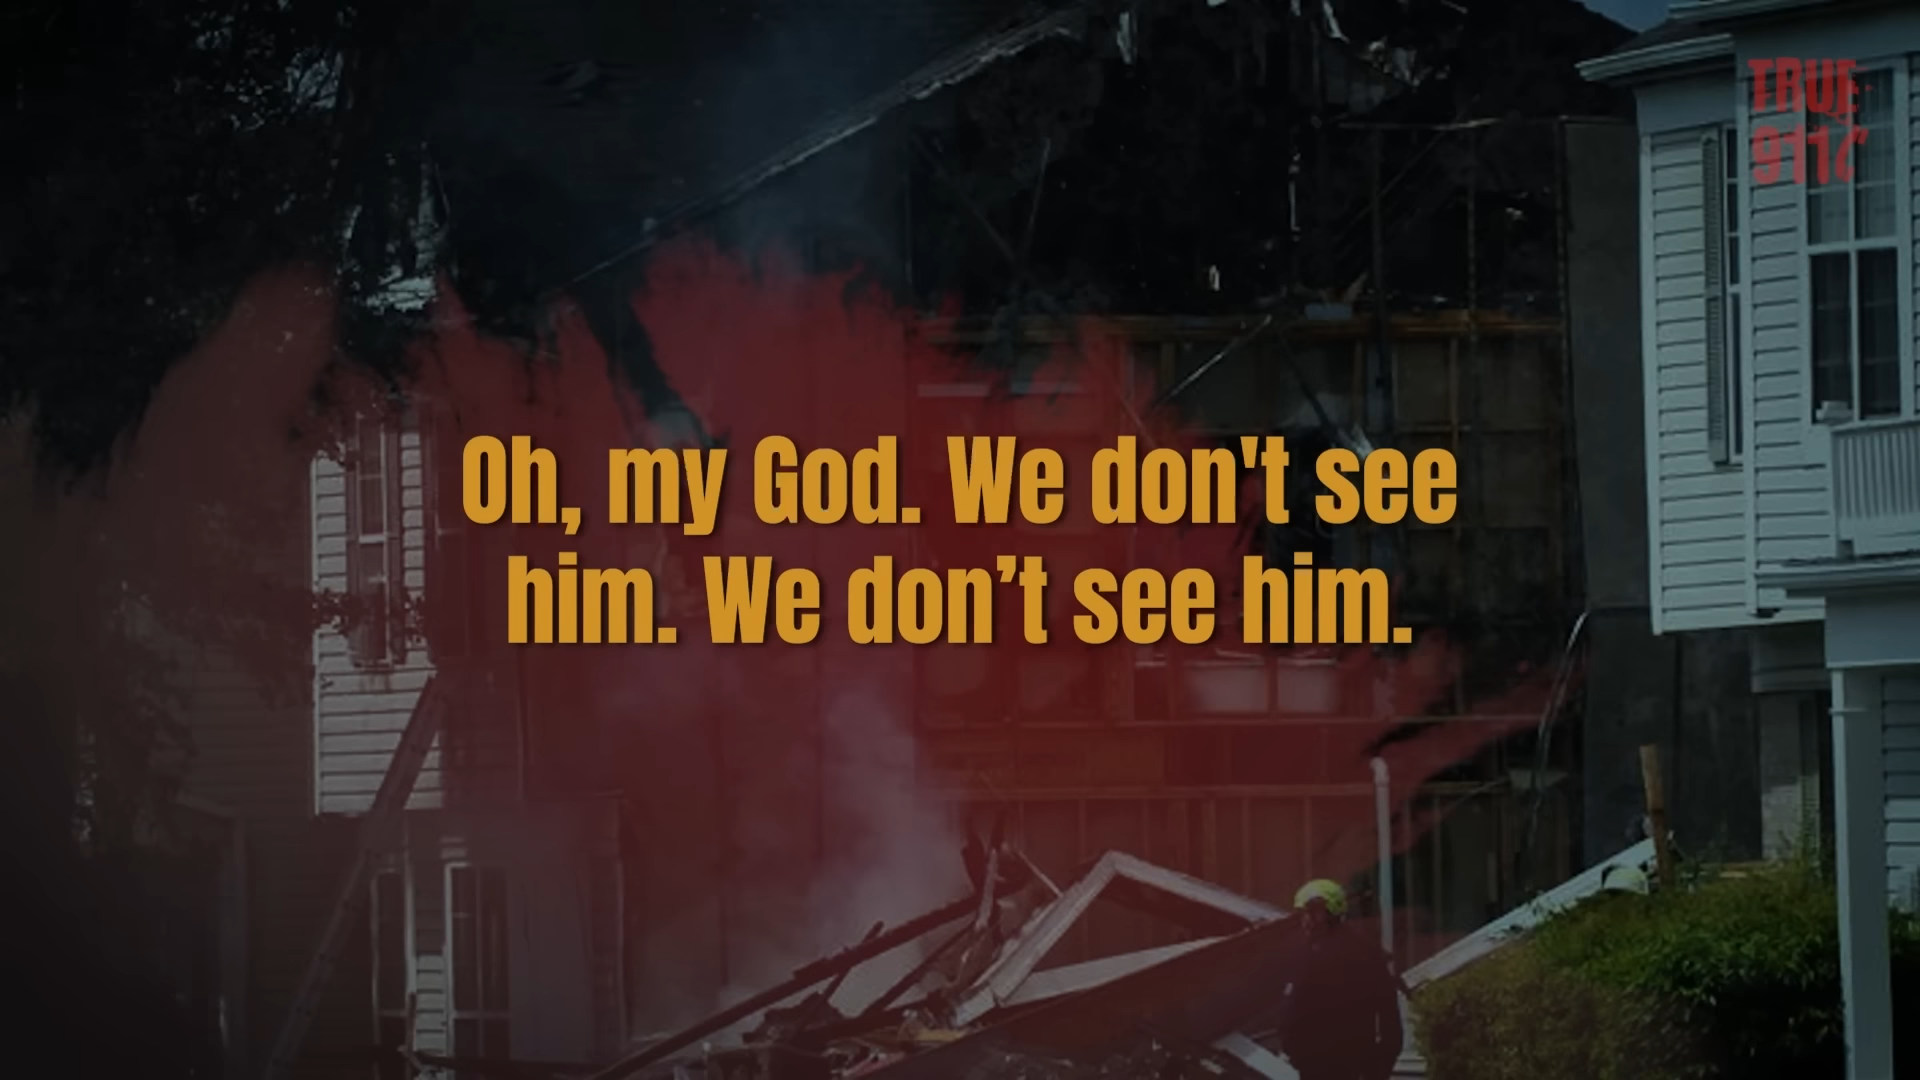 TRUE
911
Oh, my God. We don't see
him. We don’t see him.